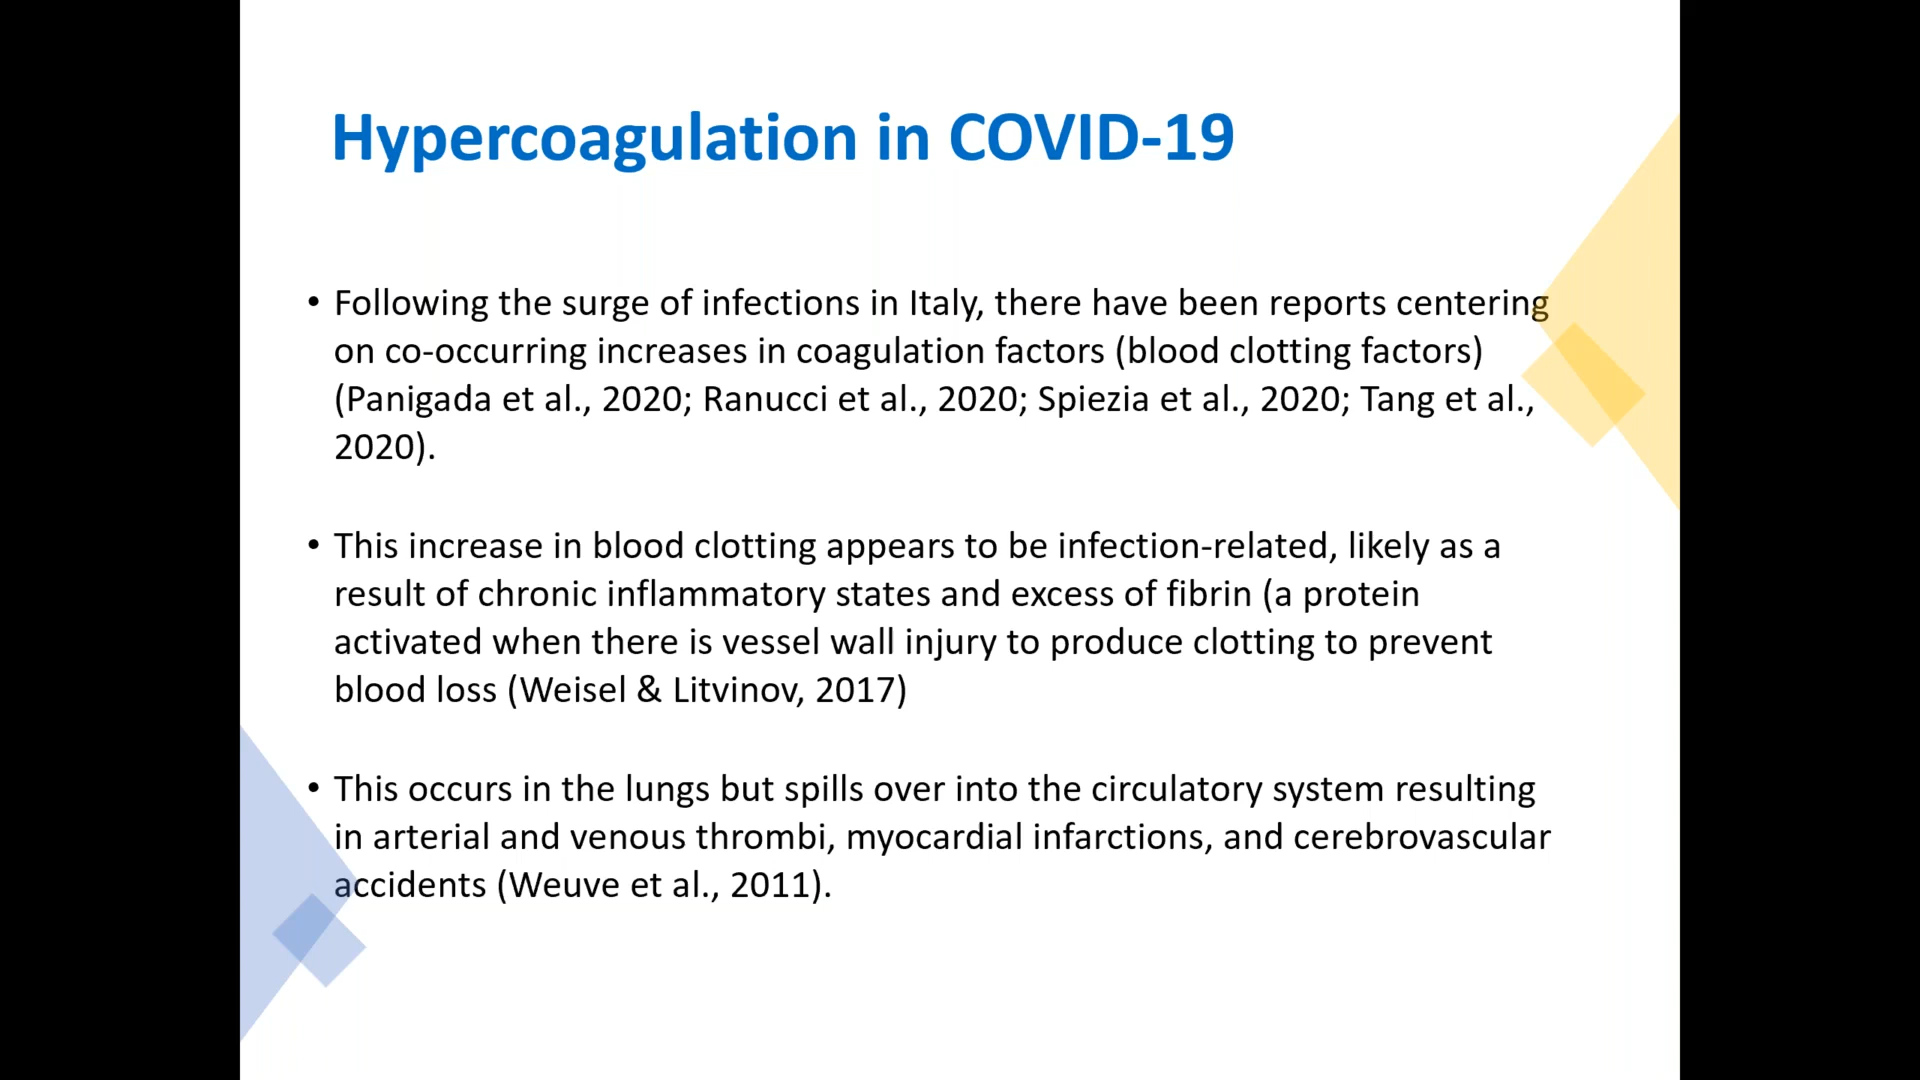 Hypercoagulation in COVID-19
• Following the surge of infections in Italy, there have been reports centering
on co-occurring increases in coagulation factors (blood clotting factors)
(Panigada et al., 2020; Ranucci et al., 2020; Spiezia et al., 2020; Tang et al.,
2020).
• This increase in blood clotting appears to be infection-related, likely as a
result of chronic inflammatory states and excess of fibrin (a protein
activated when there is vessel wall injury to produce clotting to prevent
blood loss (Weisel & Litvinov, 2017)
• This occurs in the lungs but spills over into the circulatory system resulting
in arterial and venous thrombi, myocardial infarctions, and cerebrovascular
accidents (Weuve et al., 2011).